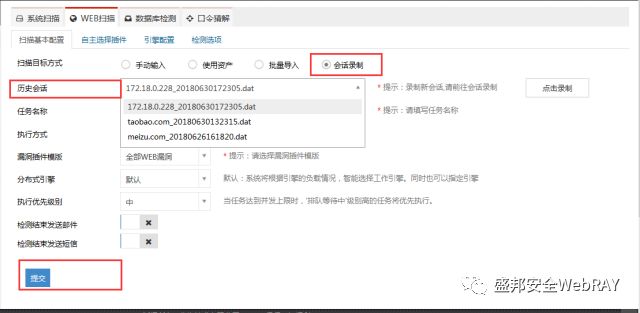 系统扫描 WEB扫描 数据库检测 口令猜解
扫描基本配置 自主选择插件 引擎配置 检测选项
扫描目标方式 手动输入 使用资产 批量导入 会话录制
历史会话 172.18.0.228_20180630172305.dat * 提示：录制新会话,请前往会话录制 点击录制
172.18.0.228_20180630172305.dat
任务名称 * 提示：请填写任务名称
taobao.com_20180630132315.dat
执行方式 meizu.com_20180626161820.dat
漏洞插件模版 全部WEB漏洞 * 提示：请选择漏洞插件模版
分布式引擎 默认 默认：系统将根据引擎的负载情况，智能选择工作引擎。同时也可以指定引擎
执行优先级别 中 当任务达到并发上限时，'排队等待中'级别高的任务将优先执行。
检测结束发送邮件
检测结束发送短信
提交
盛邦安全WebRAY